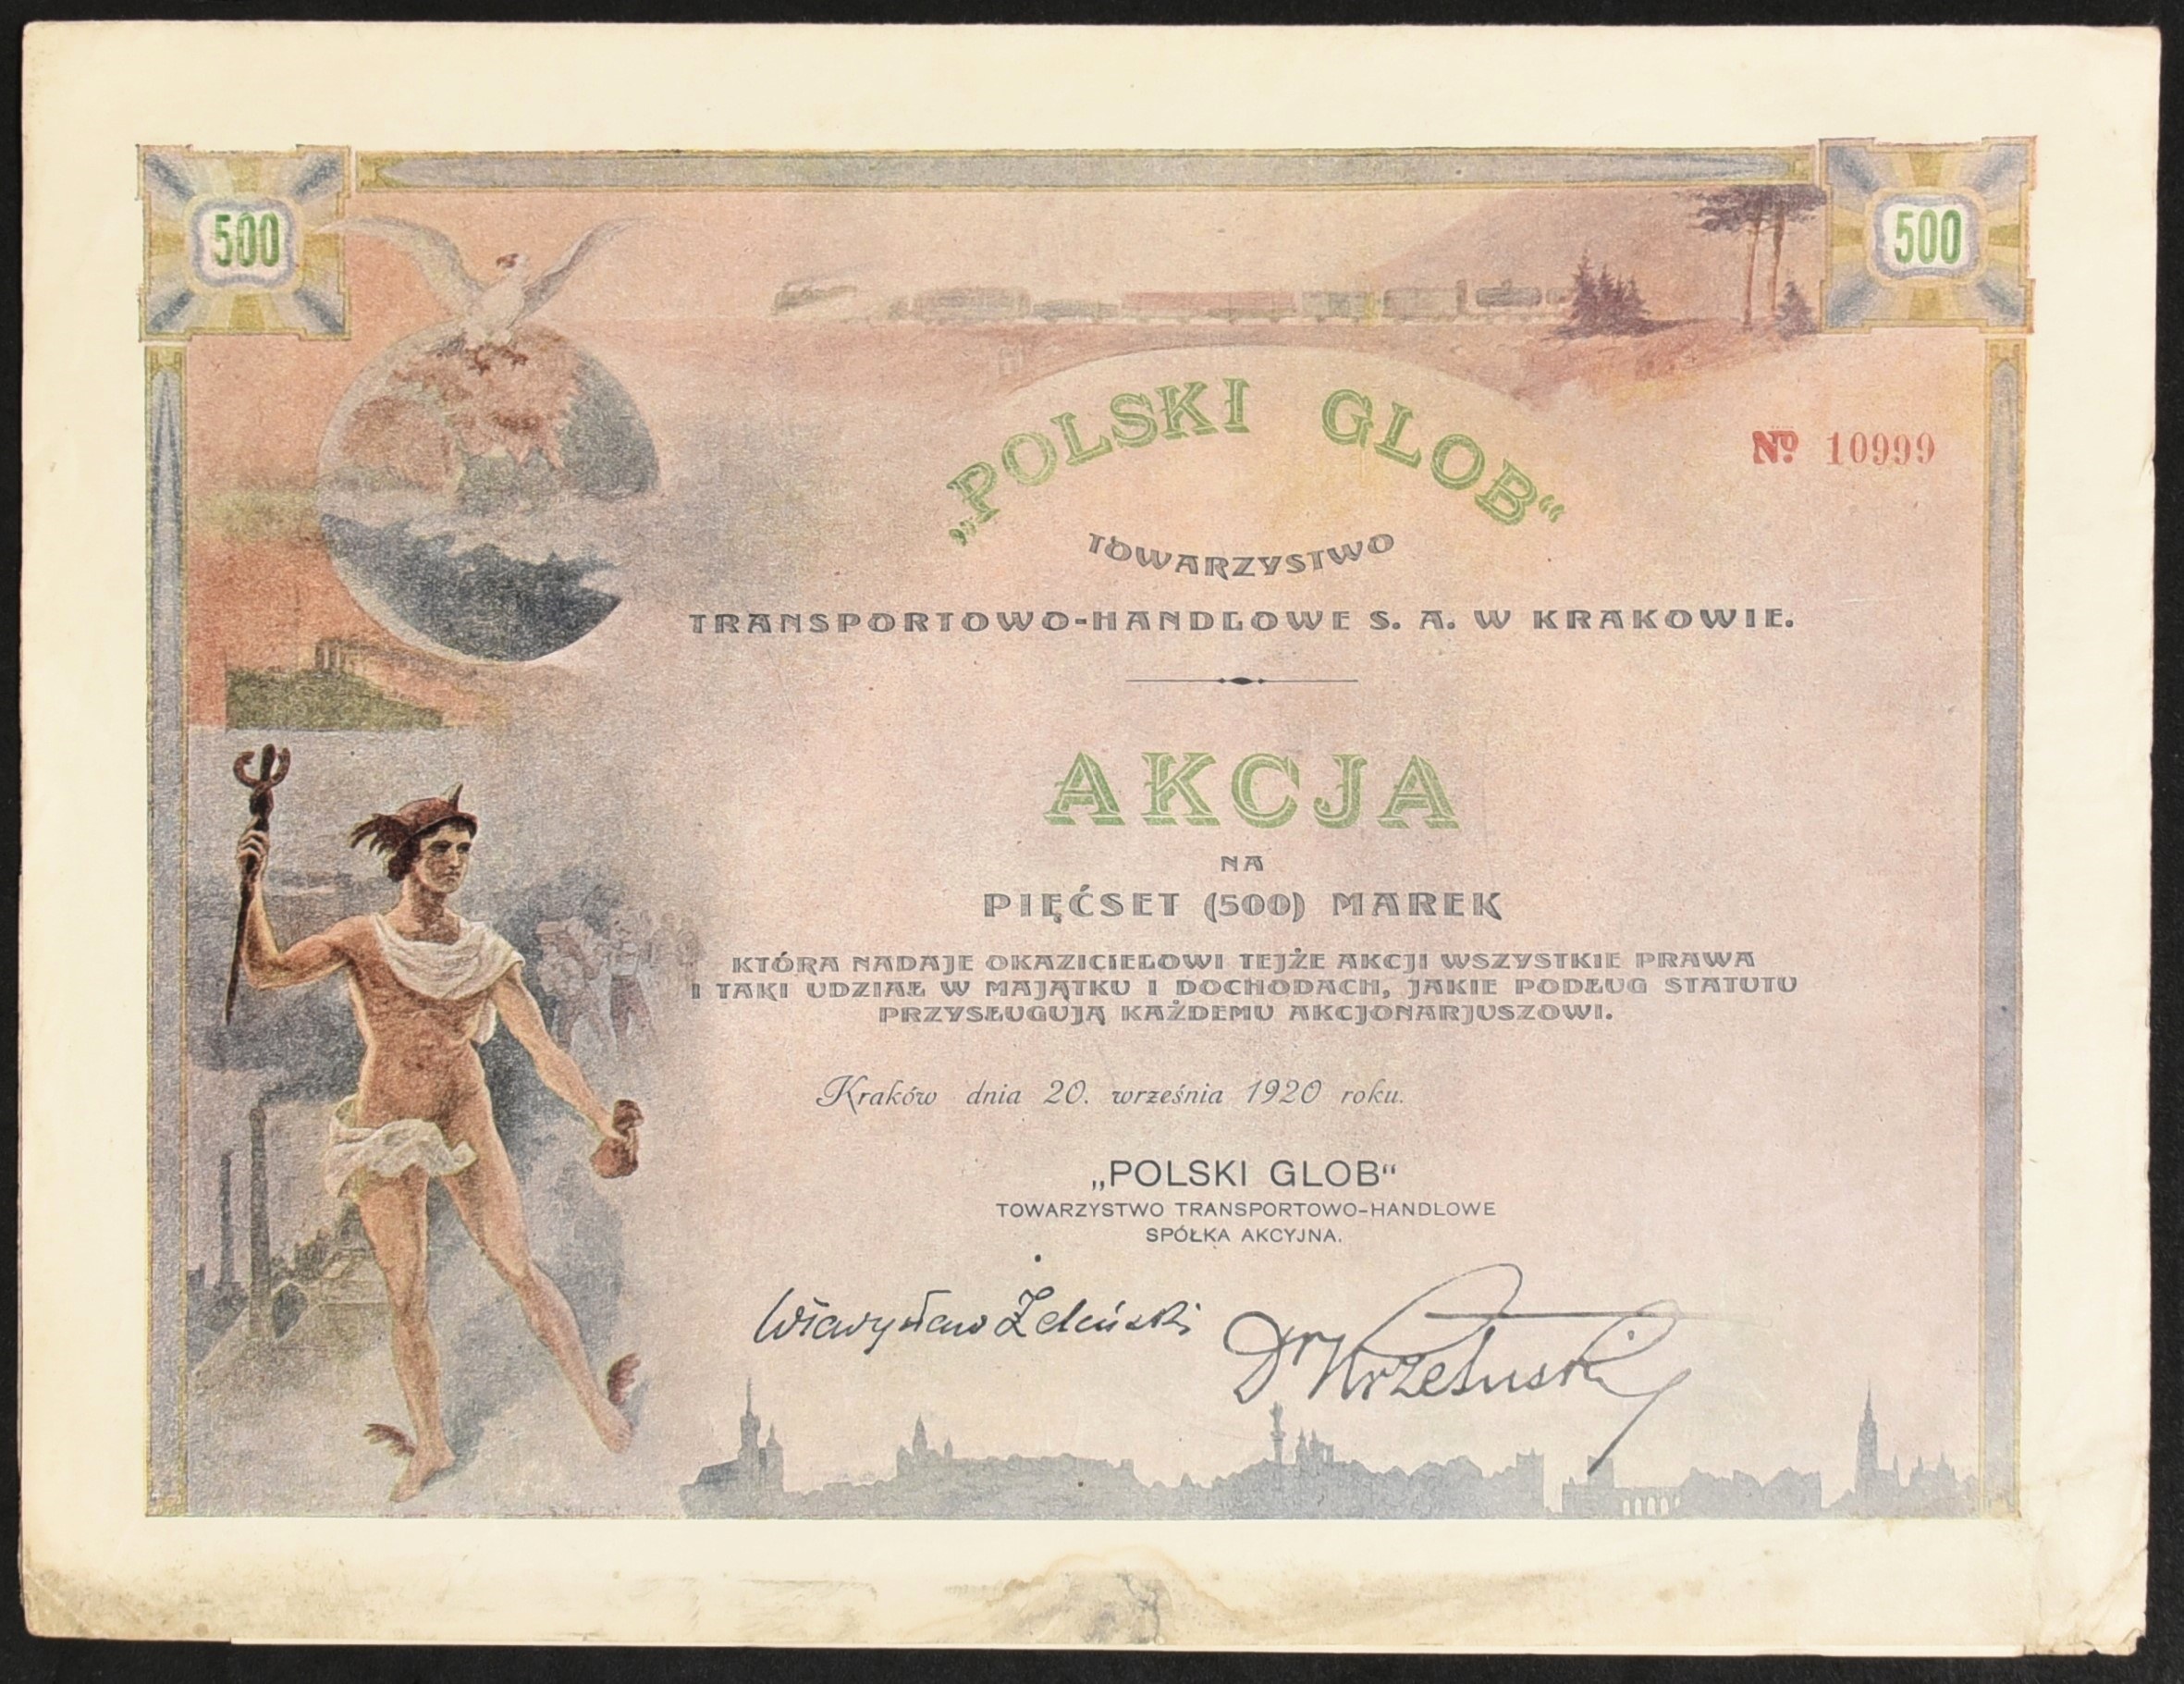 500
500
„POLSKI GLOB“
№ 10999
TOWARZYSTWO
TRANSPORTOWO-HANDLOWE S. A. W KRAKOWIE.
AKCJA
NA
PIĘĆSET (500) MAREK
KTÓRA NADAJE OKAZICIELOWI TEJŻE AKCJI WSZYSTKIE PRAWA
I TAKI UDZIAŁ W MAJĄTKU I DOCHODACH, JAKIE PODŁUG STATUTU
PRZYSŁUGUJĄ KAŻDEMU AKCJONARJUSZOWI.
Kraków dnia 20. września 1920 roku.
„POLSKI GLOB“
TOWARZYSTWO TRANSPORTOWO-HANDLOWE
SPÓŁKA AKCYJNA.
Dr